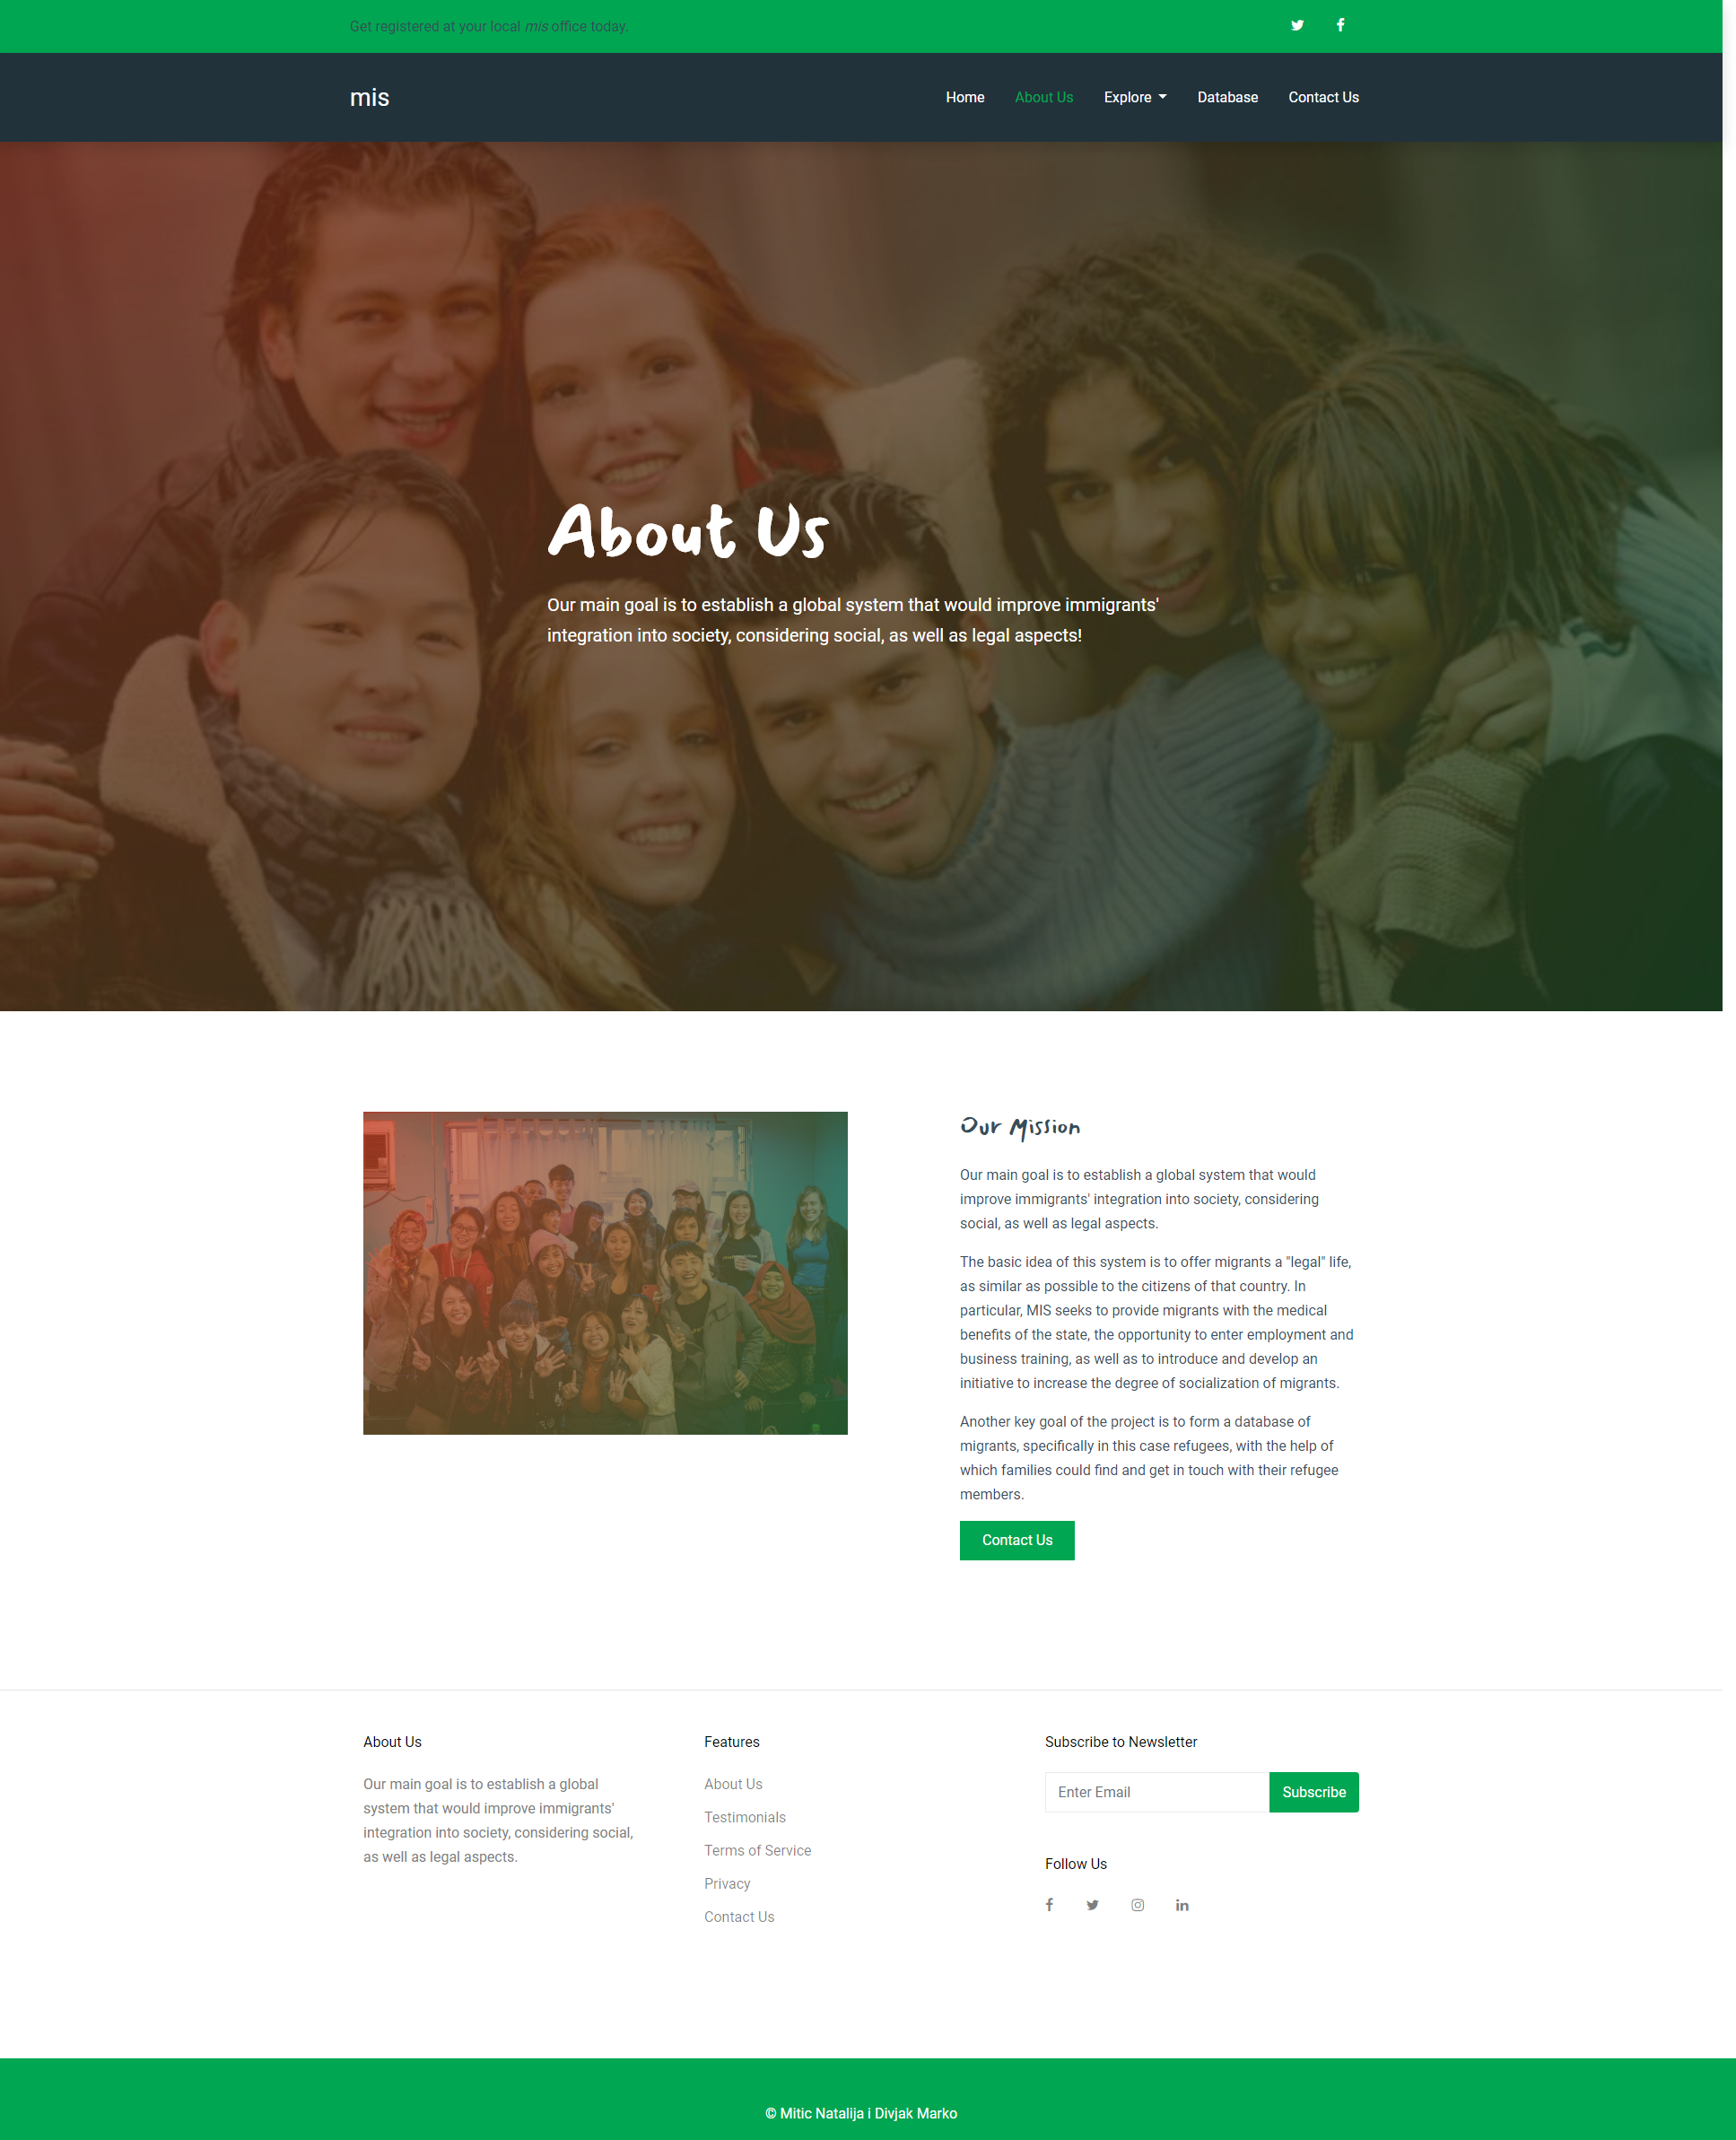 Get registered at your local mis office today.
mis
Home About Us Explore Database Contact Us
About Us
Our main goal is to establish a global system that would improve immigrants'
integration into society, considering social, as well as legal aspects!
Our Mission
Our main goal is to establish a global system that would
improve immigrants' integration into society, considering
social, as well as legal aspects.
The basic idea of this system is to offer migrants a "legal" life,
as similar as possible to the citizens of that country. In
particular, MIS seeks to provide migrants with the medical
benefits of the state, the opportunity to enter employment and
business training, as well as to introduce and develop an
initiative to increase the degree of socialization of migrants.
Another key goal of the project is to form a database of
migrants, specifically in this case refugees, with the help of
which families could find and get in touch with their refugee
members.
Contact Us
About Us
Our main goal is to establish a global
system that would improve immigrants'
integration into society, considering social,
as well as legal aspects.
Features
About Us
Testimonials
Terms of Service
Privacy
Contact Us
Subscribe to Newsletter
Enter Email Subscribe
Follow Us
© Mitic Natalija i Divjak Marko